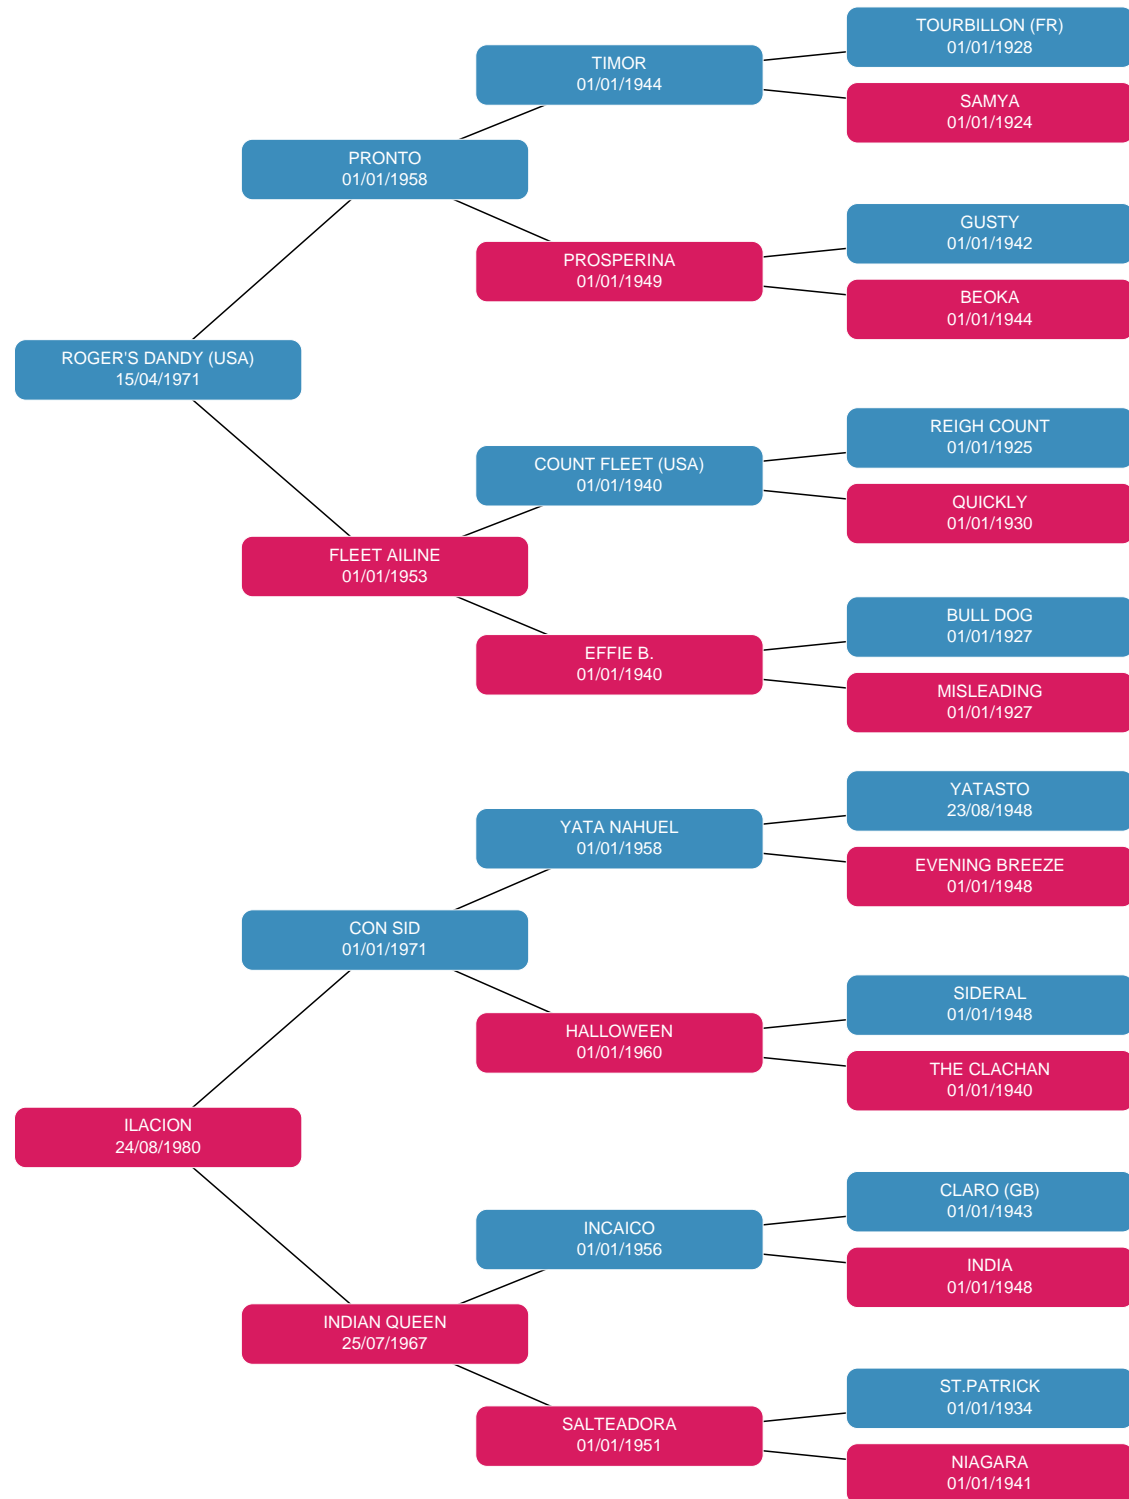 TOURBILLON (FR)
01/01/1928
TIMOR
01/01/1944
SAMYA
01/01/1924
PRONTO
01/01/1958
GUSTY
01/01/1942
PROSPERINA
01/01/1949
BEOKA
01/01/1944
ROGER'S DANDY (USA)
15/04/1971
REIGH COUNT
01/01/1925
COUNT FLEET (USA)
01/01/1940
QUICKLY
01/01/1930
FLEET AILINE
01/01/1953
BULL DOG
01/01/1927
EFFIE B.
01/01/1940
MISLEADING
01/01/1927
YATASTO
23/08/1948
YATA NAHUEL
01/01/1958
EVENING BREEZE
01/01/1948
CON SID
01/01/1971
SIDERAL
01/01/1948
HALLOWEEN
01/01/1960
THE CLACHAN
01/01/1940
ILACION
24/08/1980
CLARO (GB)
01/01/1943
INCAICO
01/01/1956
INDIA
01/01/1948
INDIAN QUEEN
25/07/1967
ST.PATRICK
01/01/1934
SALTEADORA
01/01/1951
NIAGARA
01/01/1941